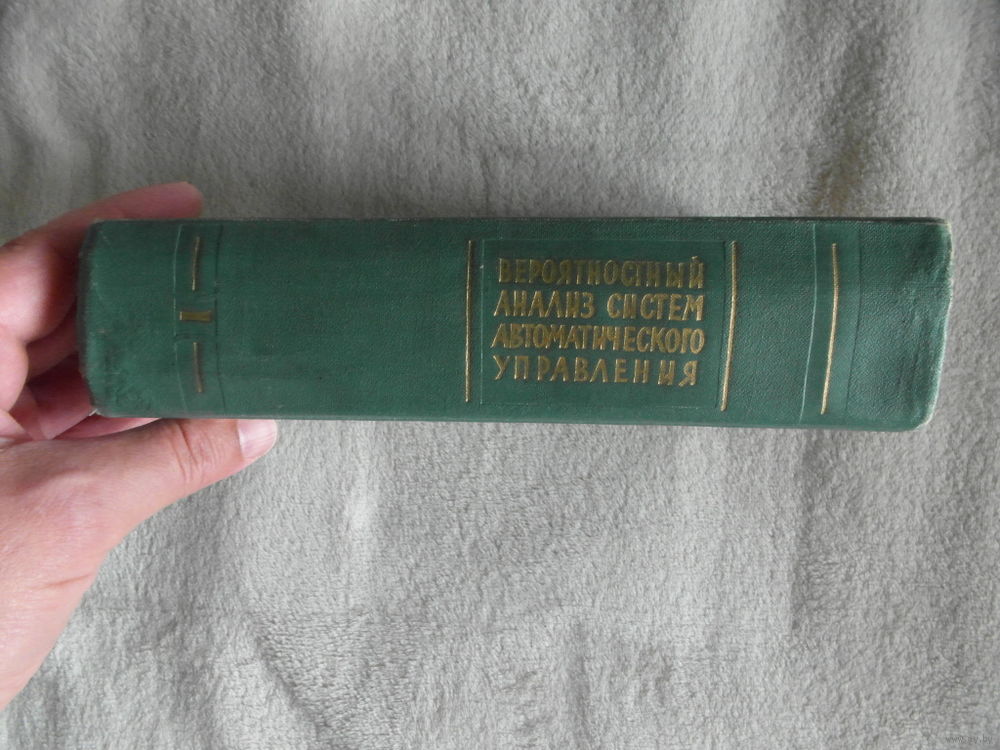 ВЕРОЯТНОСТНЫЙ
АНАЛИЗ СИСТЕМ
АВТОМАТИЧЕСКОГО
УПРАВЛЕНИЯ
I